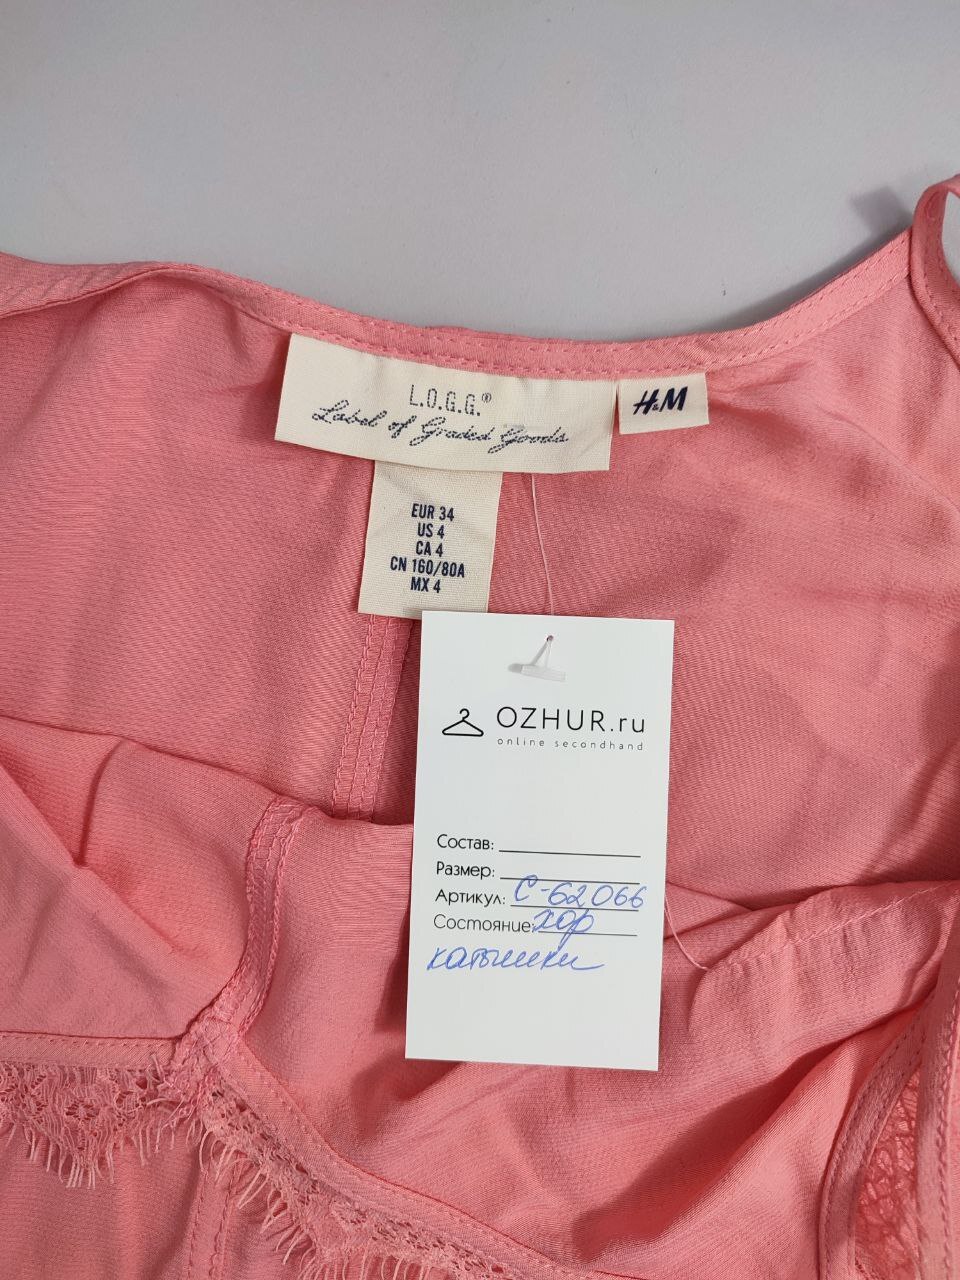 L.O.G.G.®
Label of Graded Goods
H&M
EUR 34
US 4
CA 4
CN 160/80A
MX 4
OZHUR.ru
online secondhand
Состав:
Размер:
Артикул: С-62066
Состояние: хор
катышки